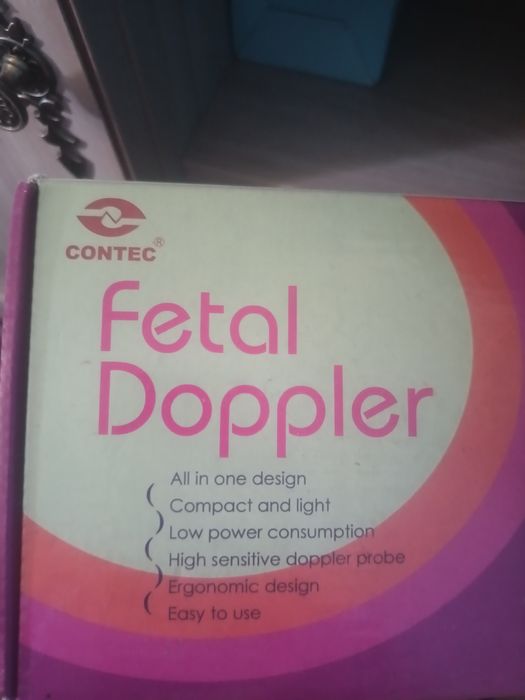 CONTEC®
Fetal
Doppler
All in one design
Compact and light
Low power consumption
High sensitive doppler probe
Ergonomic design
Easy to use